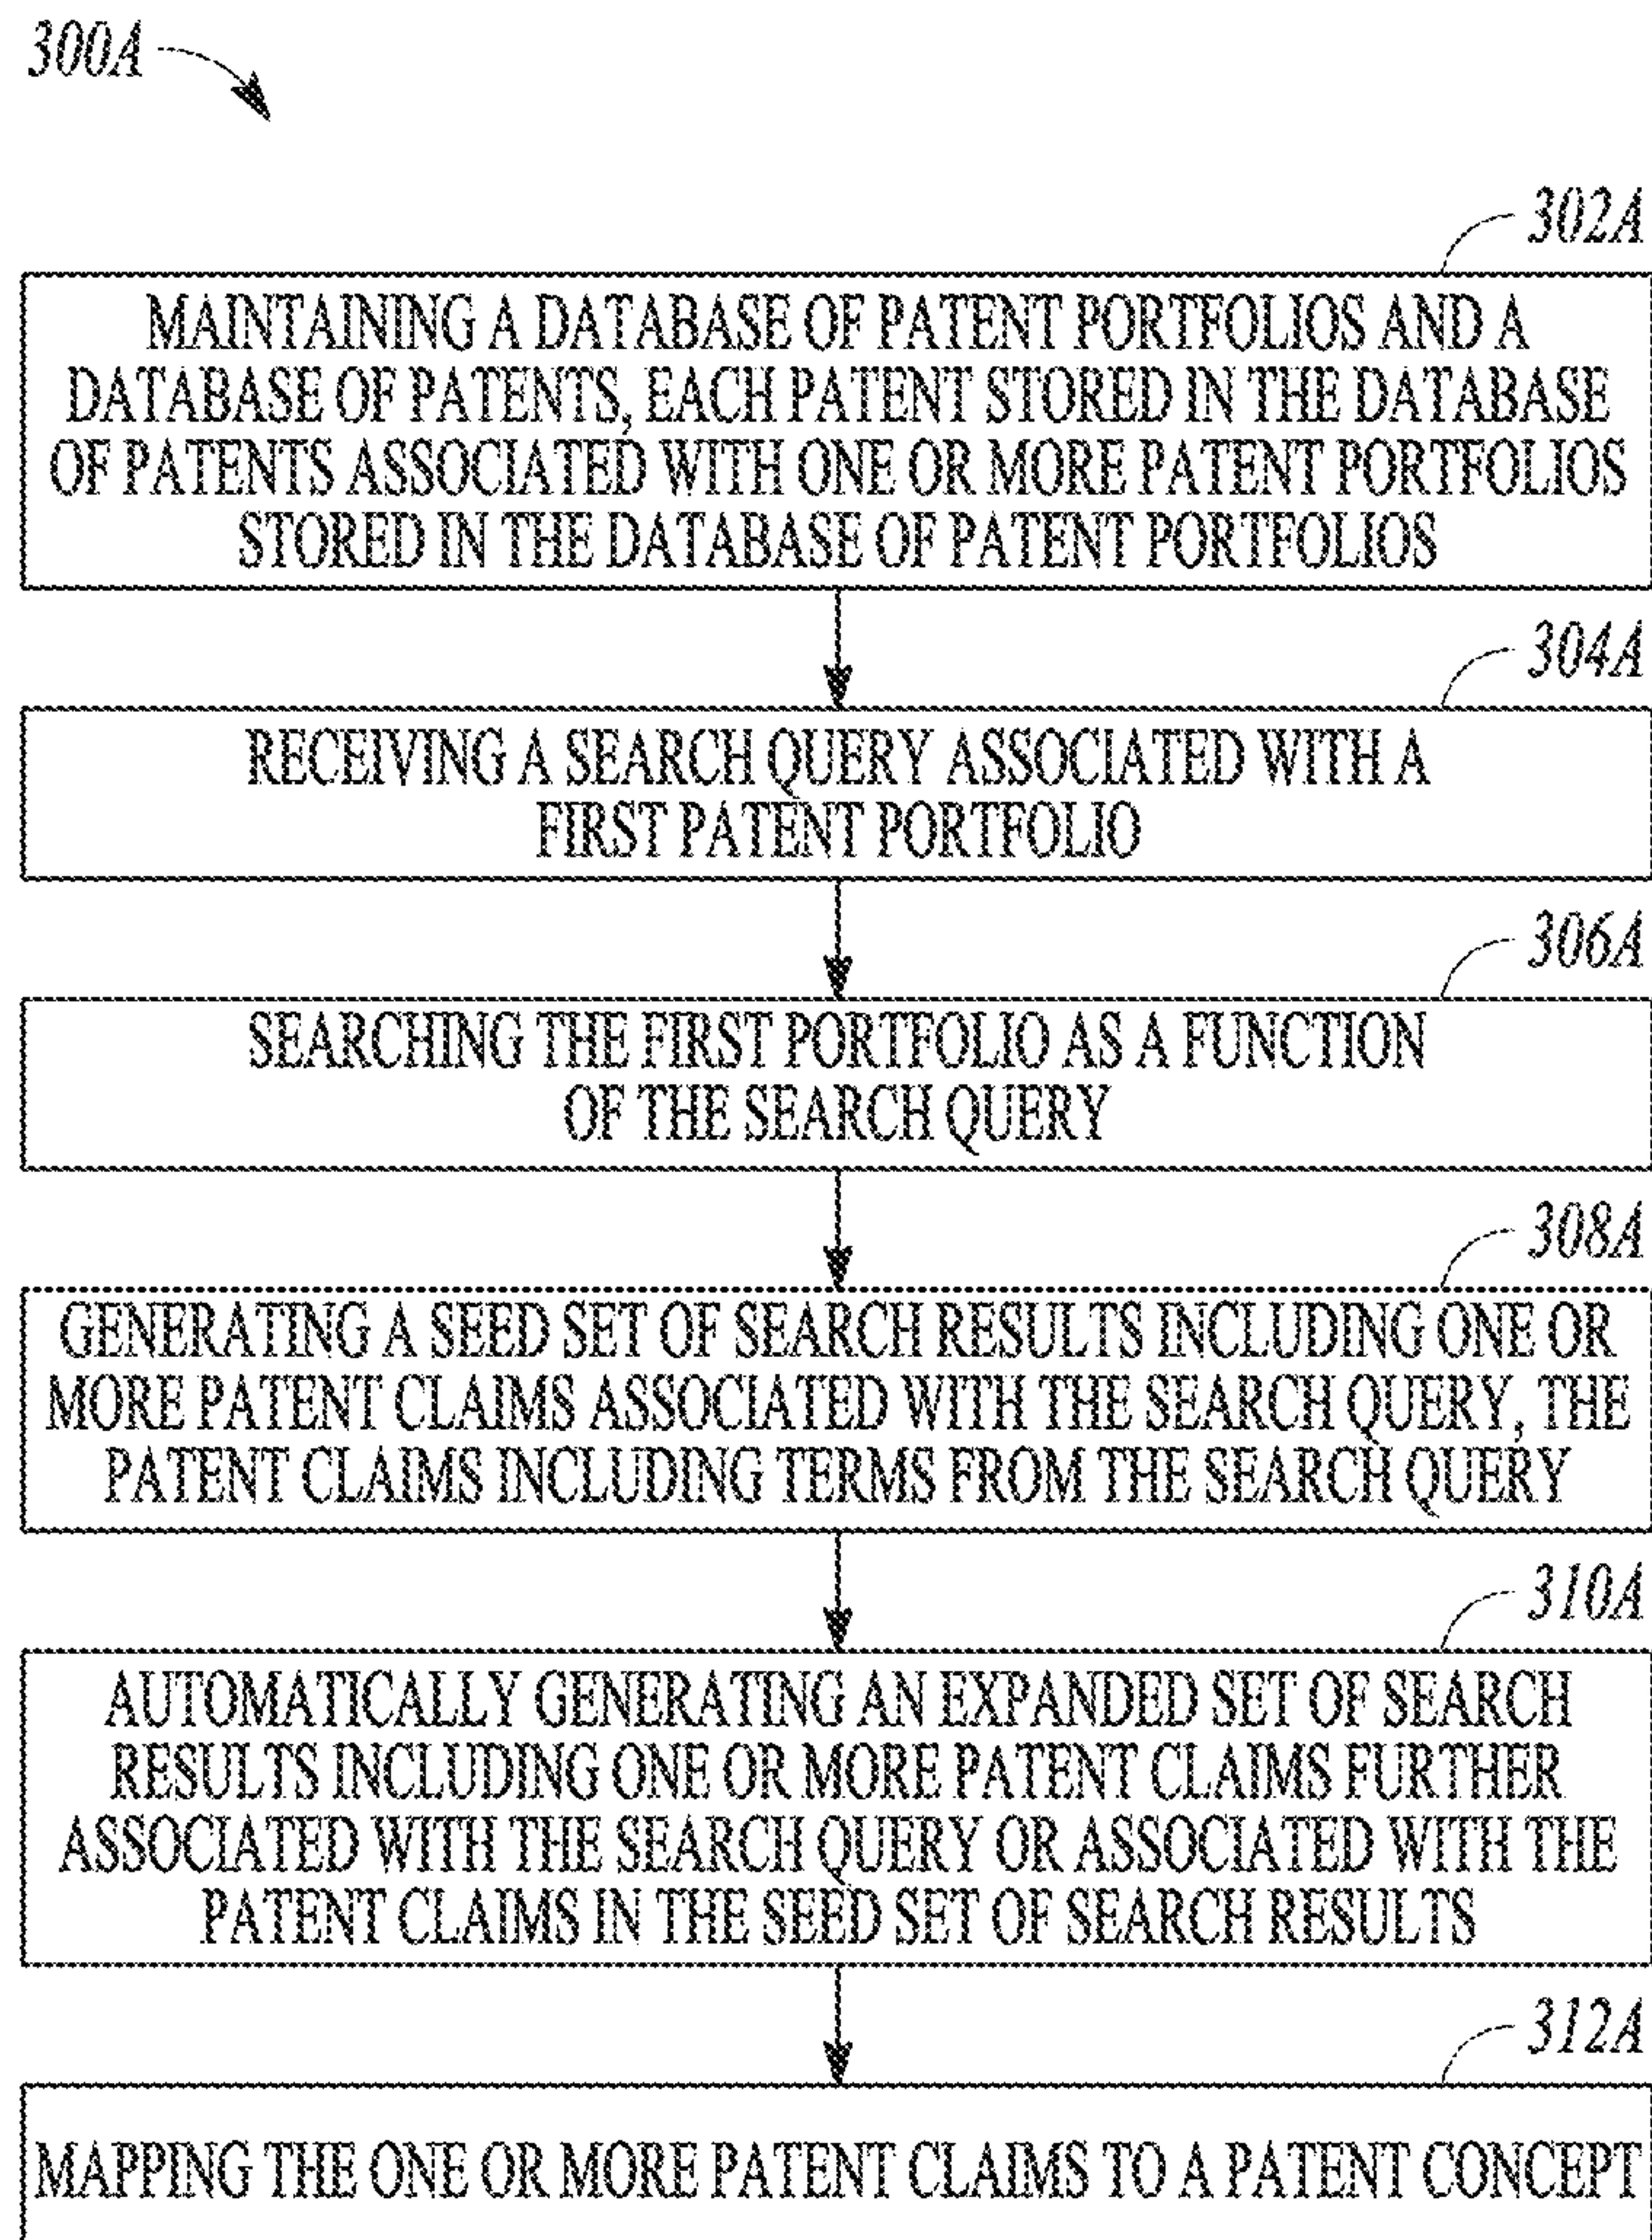 300A
302A
MAINTAINING A DATABASE OF PATENT PORTFOLIOS AND A
DATABASE OF PATENTS, EACH PATENT STORED IN THE DATABASE
OF PATENTS ASSOCIATED WITH ONE OR MORE PATENT PORTFOLIOS
STORED IN THE DATABASE OF PATENT PORTFOLIOS
304A
RECEIVING A SEARCH QUERY ASSOCIATED WITH A
FIRST PATENT PORTFOLIO
306A
SEARCHING THE FIRST PORTFOLIO AS A FUNCTION
OF THE SEARCH QUERY
308A
GENERATING A SEED SET OF SEARCH RESULTS INCLUDING ONE OR
MORE PATENT CLAIMS ASSOCIATED WITH THE SEARCH QUERY, THE
PATENT CLAIMS INCLUDING TERMS FROM THE SEARCH QUERY
310A
AUTOMATICALLY GENERATING AN EXPANDED SET OF SEARCH
RESULTS INCLUDING ONE OR MORE PATENT CLAIMS FURTHER
ASSOCIATED WITH THE SEARCH QUERY OR ASSOCIATED WITH THE
PATENT CLAIMS IN THE SEED SET OF SEARCH RESULTS
312A
MAPPING THE ONE OR MORE PATENT CLAIMS TO A PATENT CONCEPT